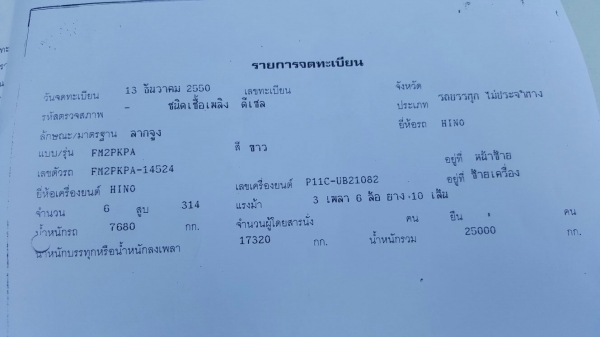 รายการจดทะเบียน
วันจดทะเบียน 13 ธันวาคม 2550 เลขทะเบียน จังหวัด
รหัสตรวจสภาพ - ชนิดเชื้อเพลิง ดีเซล ประเภท รถบรรทุก ไม่ประจำทาง
ลักษณะ/มาตรฐาน ลากจูง ยี่ห้อรถ HINO
แบบ/รุ่น FM2PKPA สี ขาว
เลขตัวรถ FM2PKPA-14524 อยู่ที่ หน้าซ้าย
ยี่ห้อเครื่องยนต์ HINO เลขเครื่องยนต์ P11C-UB21082 อยู่ที่ ซ้ายเครื่อง
จำนวน 6 สูบ 314 แรงม้า 3 เพลา 6 ล้อ ยาง 10 เส้น
น้ำหนักรถ 7680 กก. จำนวนผู้โดยสารนั่ง คน ยืน คน
น้ำหนักบรรทุกหรือน้ำหนักลงเพลา 17320 กก. น้ำหนักรวม 25000 กก.